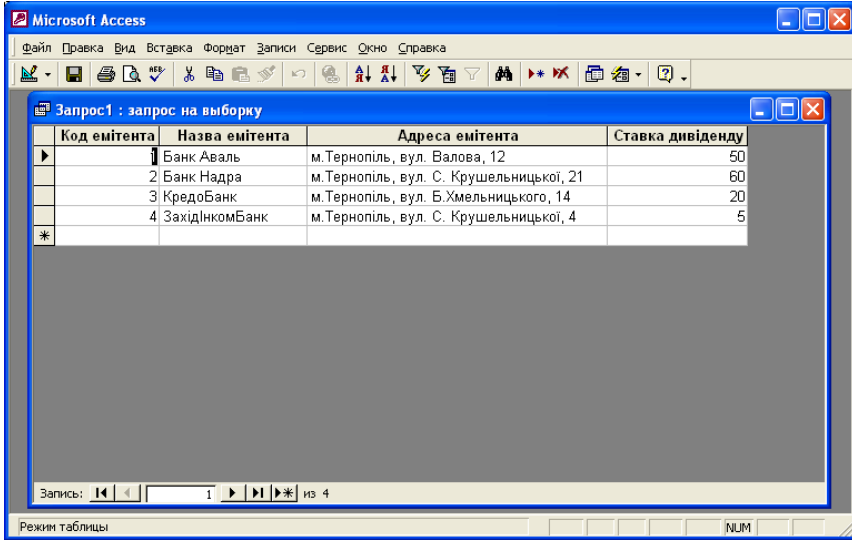 Microsoft Access
Файл Правка Вид Вставка Формат Записи Сервис Окно Справка
Запрос1 : запрос на выборку
Код емітента Назва емітента Адреса емітента Ставка дивіденду
1 Банк Аваль м.Тернопіль, вул. Валова, 12 50
2 Банк Надра м.Тернопіль, вул. С. Крушельницької, 21 60
3 КредоБанк м.Тернопіль, вул. Б.Хмельницького, 14 20
4 ЗахідІнкомБанк м.Тернопіль, вул. С. Крушельницької, 4 5
Запись: 1 из 4
Режим таблицы NUM